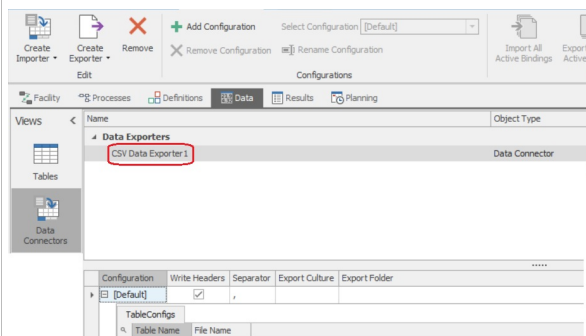 Create
Importer
Create
Exporter
Remove
Edit
Add Configuration
Remove Configuration
Select Configuration [Default]
Rename Configuration
Configurations
Import All
Active Bindings
Export
Active
Facility
Processes
Definitions
Data
Results
Planning
Views
Name
Object Type
Tables
Data
Connectors
Data Exporters
CSV Data Exporter1
Data Connector
Configuration
Write Headers
Separator
Export Culture
Export Folder
[Default]
,
TableConfigs
Table Name
File Name